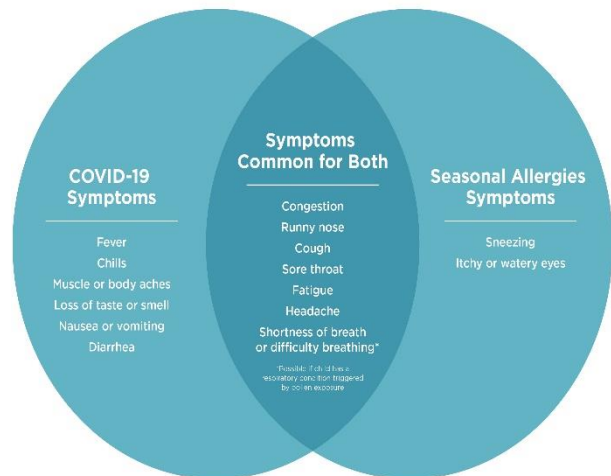 COVID-19
Symptoms
Fever
Chills
Muscle or body aches
Loss of taste or smell
Nausea or vomiting
Diarrhea
Symptoms
Common for Both
Congestion
Runny nose
Cough
Sore throat
Fatigue
Headache
Shortness of breath
or difficulty breathing*
*Possible if child has a
respiratory condition triggered
by pollen exposure
Seasonal Allergies
Symptoms
Sneezing
Itchy or watery eyes